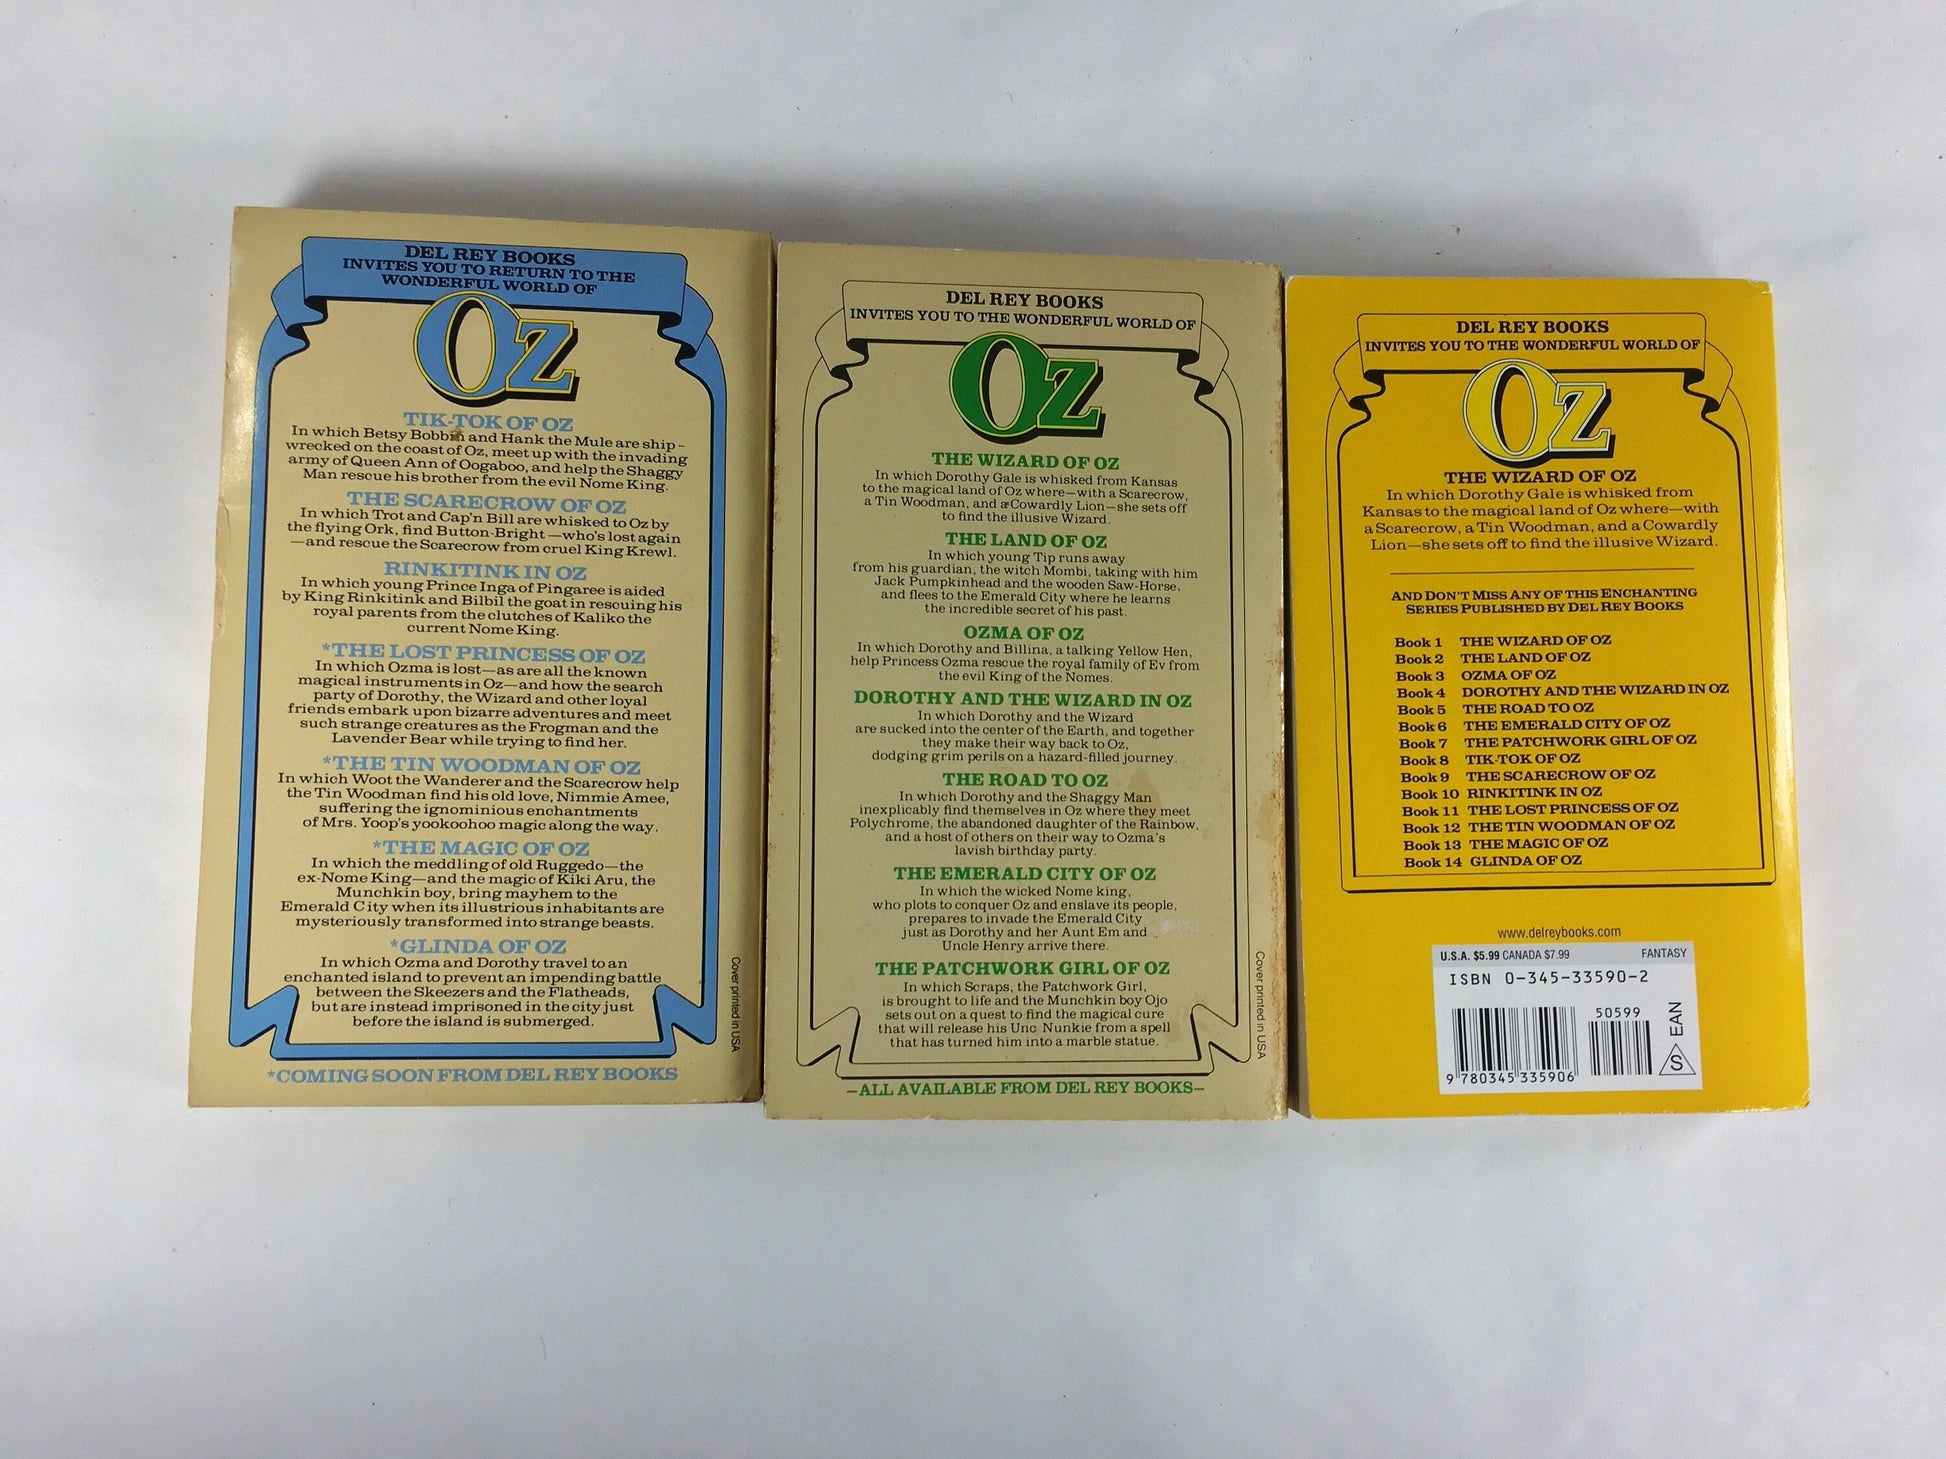 DEL REY BOOKS
INVITES YOU TO RETURN TO THE
WONDERFUL WORLD OF
Oz
TIK-TOK OF OZ
In which Betsy Bobbin and Hank the Mule are ship-
wrecked on the coast of Oz, meet up with the invading
army of Queen Ann of Oogaboo, and help the Shaggy
Man rescue his brother from the evil Nome King.
THE SCARECROW OF OZ
In which Trot and Cap'n Bill are whisked to Oz by
the flying Ork, find Button-Bright—who's lost again
—and rescue the Scarecrow from cruel King Krewl.
RINKITINK IN OZ
In which young Prince Inga of Pingaree is aided
by King Rinkitink and Bilbil the goat in rescuing his
royal parents from the clutches of Kaliko the
current Nome King.
*THE LOST PRINCESS OF OZ
In which Ozma is lost—as are all the known
magical instruments in Oz—and how the search
party of Dorothy, the Wizard and other loyal
friends embark upon bizarre adventures and meet
such strange creatures as the Frogman and the
Lavender Bear while trying to find her.
*THE TIN WOODMAN OF OZ
In which Woot the Wanderer and the Scarecrow help
the Tin Woodman find his old love, Nimmie Amee,
suffering the ignominious enchantments
of Mrs. Yoop's yookoohoo magic along the way.
*THE MAGIC OF OZ
In which the meddling of old Ruggedo—the
ex-Nome King—and the magic of Kiki Aru, the
Munchkin boy, bring mayhem to the
Emerald City when its illustrious inhabitants are
mysteriously transformed into strange beasts.
*GLINDA OF OZ
In which Ozma and Dorothy travel to an
enchanted island to prevent an impending battle
between the Skeezers and the Flatheads,
but are instead imprisoned in the city just
before the island is submerged.
*COMING SOON FROM DEL REY BOOKS
Cover printed in USA
DEL REY BOOKS
INVITES YOU TO THE WONDERFUL WORLD OF
Oz
THE WIZARD OF OZ
In which Dorothy Gale is whisked from Kansas
to the magical land of Oz where—with a Scarecrow,
a Tin Woodman, and a Cowardly Lion—she sets off
to find the illusive Wizard.
THE LAND OF OZ
In which young Tip runs away
from his guardian, the witch Mombi, taking with him
Jack Pumpkinhead and the wooden Saw-Horse,
and flees to the Emerald City where he learns
the incredible secret of his past.
OZMA OF OZ
In which Dorothy and Billina, a talking Yellow Hen,
help Princess Ozma rescue the royal family of Ev from
the evil King of the Nomes.
DOROTHY AND THE WIZARD IN OZ
In which Dorothy and the Wizard
are sucked into the center of the Earth, and together
they make their way back to Oz,
dodging grim perils on a hazard-filled journey.
THE ROAD TO OZ
In which Dorothy and the Shaggy Man
inexplicably find themselves in Oz where they meet
Polychrome, the abandoned daughter of the Rainbow,
and a host of others on their way to Ozma's
lavish birthday party.
THE EMERALD CITY OF OZ
In which the wicked Nome king,
who plots to conquer Oz and enslave its people,
prepares to invade the Emerald City
just as Dorothy and her Aunt Em and
Uncle Henry arrive there.
THE PATCHWORK GIRL OF OZ
In which Scraps, the Patchwork Girl,
is brought to life and the Munchkin boy Ojo
sets out on a quest to find the magical cure
that will release his Unc Nunkie from a spell
that has turned him into a marble statue.
—ALL AVAILABLE FROM DEL REY BOOKS—
Cover printed in USA
DEL REY BOOKS
INVITES YOU TO THE WONDERFUL WORLD OF
Oz
THE WIZARD OF OZ
In which Dorothy Gale is whisked from
Kansas to the magical land of Oz where—with
a Scarecrow, a Tin Woodman, and a Cowardly
Lion—she sets off to find the illusive Wizard.
AND DON'T MISS ANY OF THIS ENCHANTING
SERIES PUBLISHED BY DEL REY BOOKS
Book 1 THE WIZARD OF OZ
Book 2 THE LAND OF OZ
Book 3 OZMA OF OZ
Book 4 DOROTHY AND THE WIZARD IN OZ
Book 5 THE ROAD TO OZ
Book 6 THE EMERALD CITY OF OZ
Book 7 THE PATCHWORK GIRL OF OZ
Book 8 TIK-TOK OF OZ
Book 9 THE SCARECROW OF OZ
Book 10 RINKITINK IN OZ
Book 11 THE LOST PRINCESS OF OZ
Book 12 THE TIN WOODMAN OF OZ
Book 13 THE MAGIC OF OZ
Book 14 GLINDA OF OZ
www.delreybooks.com
U.S.A. $5.99 CANADA $7.99 FANTASY
ISBN 0-345-33590-2
50599
9 780345 335906
S EAN